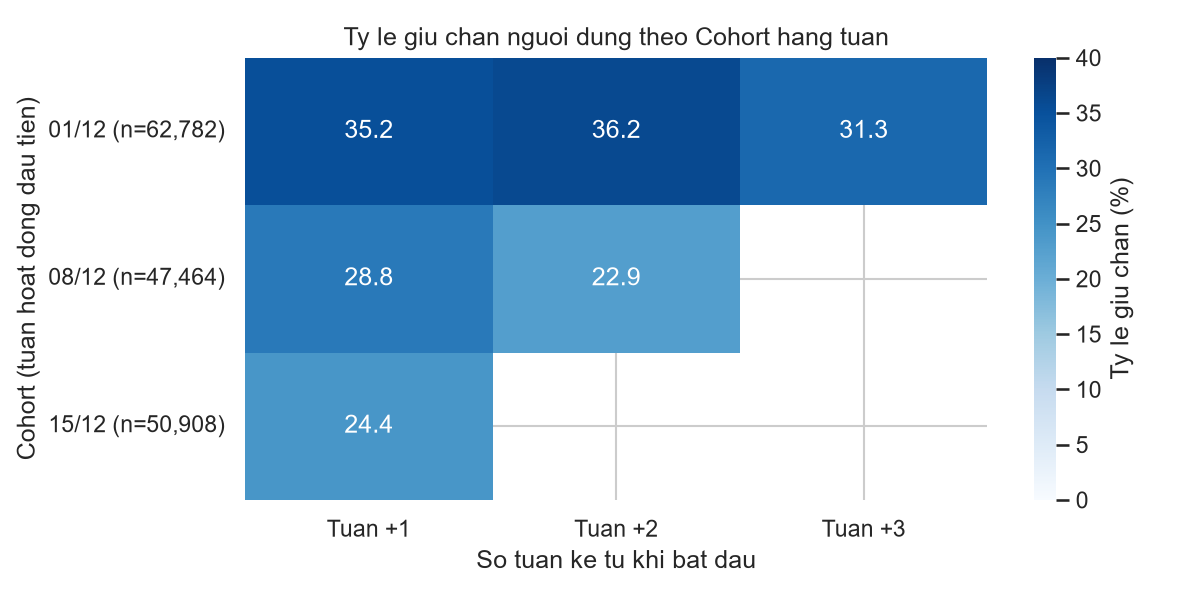 Ty le giu chan nguoi dung theo Cohort hang tuan
Cohort (tuan hoat dong dau tien)
01/12 (n=62,782)
35.2
36.2
31.3
08/12 (n=47,464)
28.8
22.9
15/12 (n=50,908)
24.4
Tuan +1
Tuan +2
Tuan +3
So tuan ke tu khi bat dau
40
35
30
25
20
15
10
5
0
Ty le giu chan (%)